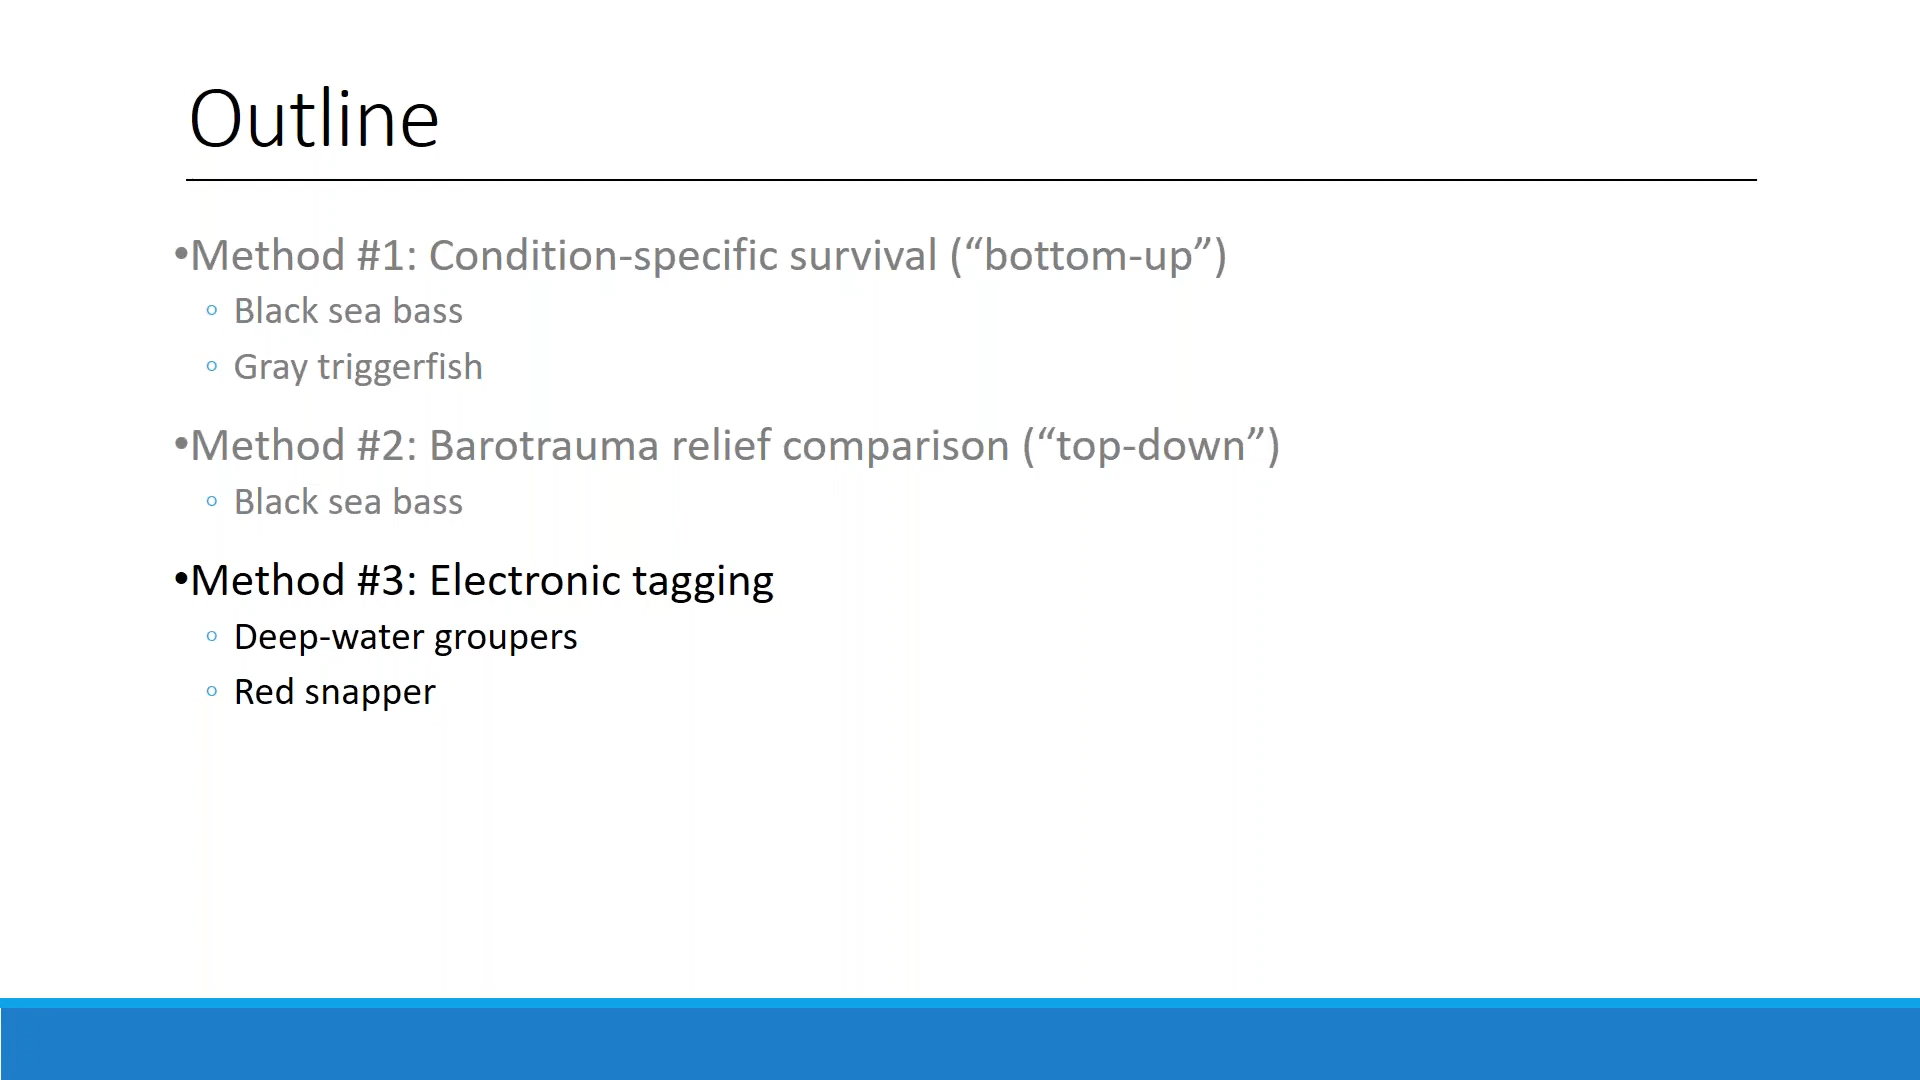 Outline
•Method #1: Condition-specific survival (“bottom-up”)
◦ Black sea bass
◦ Gray triggerfish
•Method #2: Barotrauma relief comparison (“top-down”)
◦ Black sea bass
•Method #3: Electronic tagging
◦ Deep-water groupers
◦ Red snapper